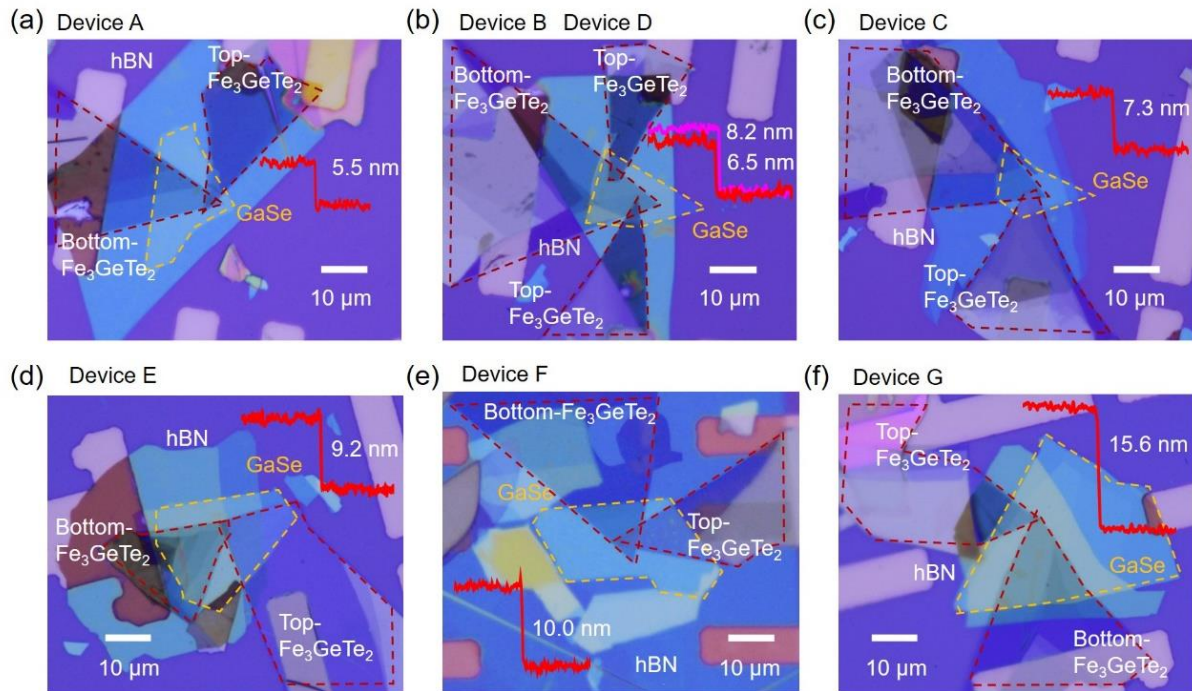 (a) Device A
hBN
Top-
Fe₃GeTe₂
5.5 nm
GaSe
Bottom-
Fe₃GeTe₂
10 μm
(b) Device B Device D
Bottom-
Fe₃GeTe₂
Top-
Fe₃GeTe₂
8.2 nm
6.5 nm
GaSe
hBN
Top-
Fe₃GeTe₂
10 μm
(c) Device C
Bottom-
Fe₃GeTe₂
7.3 nm
GaSe
hBN
Top-
Fe₃GeTe₂
10 μm
(d) Device E
hBN
9.2 nm
GaSe
Bottom-
Fe₃GeTe₂
Top-
Fe₃GeTe₂
10 μm
(e) Device F
Bottom-Fe₃GeTe₂
GaSe
Top-
Fe₃GeTe₂
10.0 nm
hBN
10 μm
(f) Device G
Top-
Fe₃GeTe₂
15.6 nm
hBN
GaSe
Bottom-
Fe₃GeTe₂
10 μm